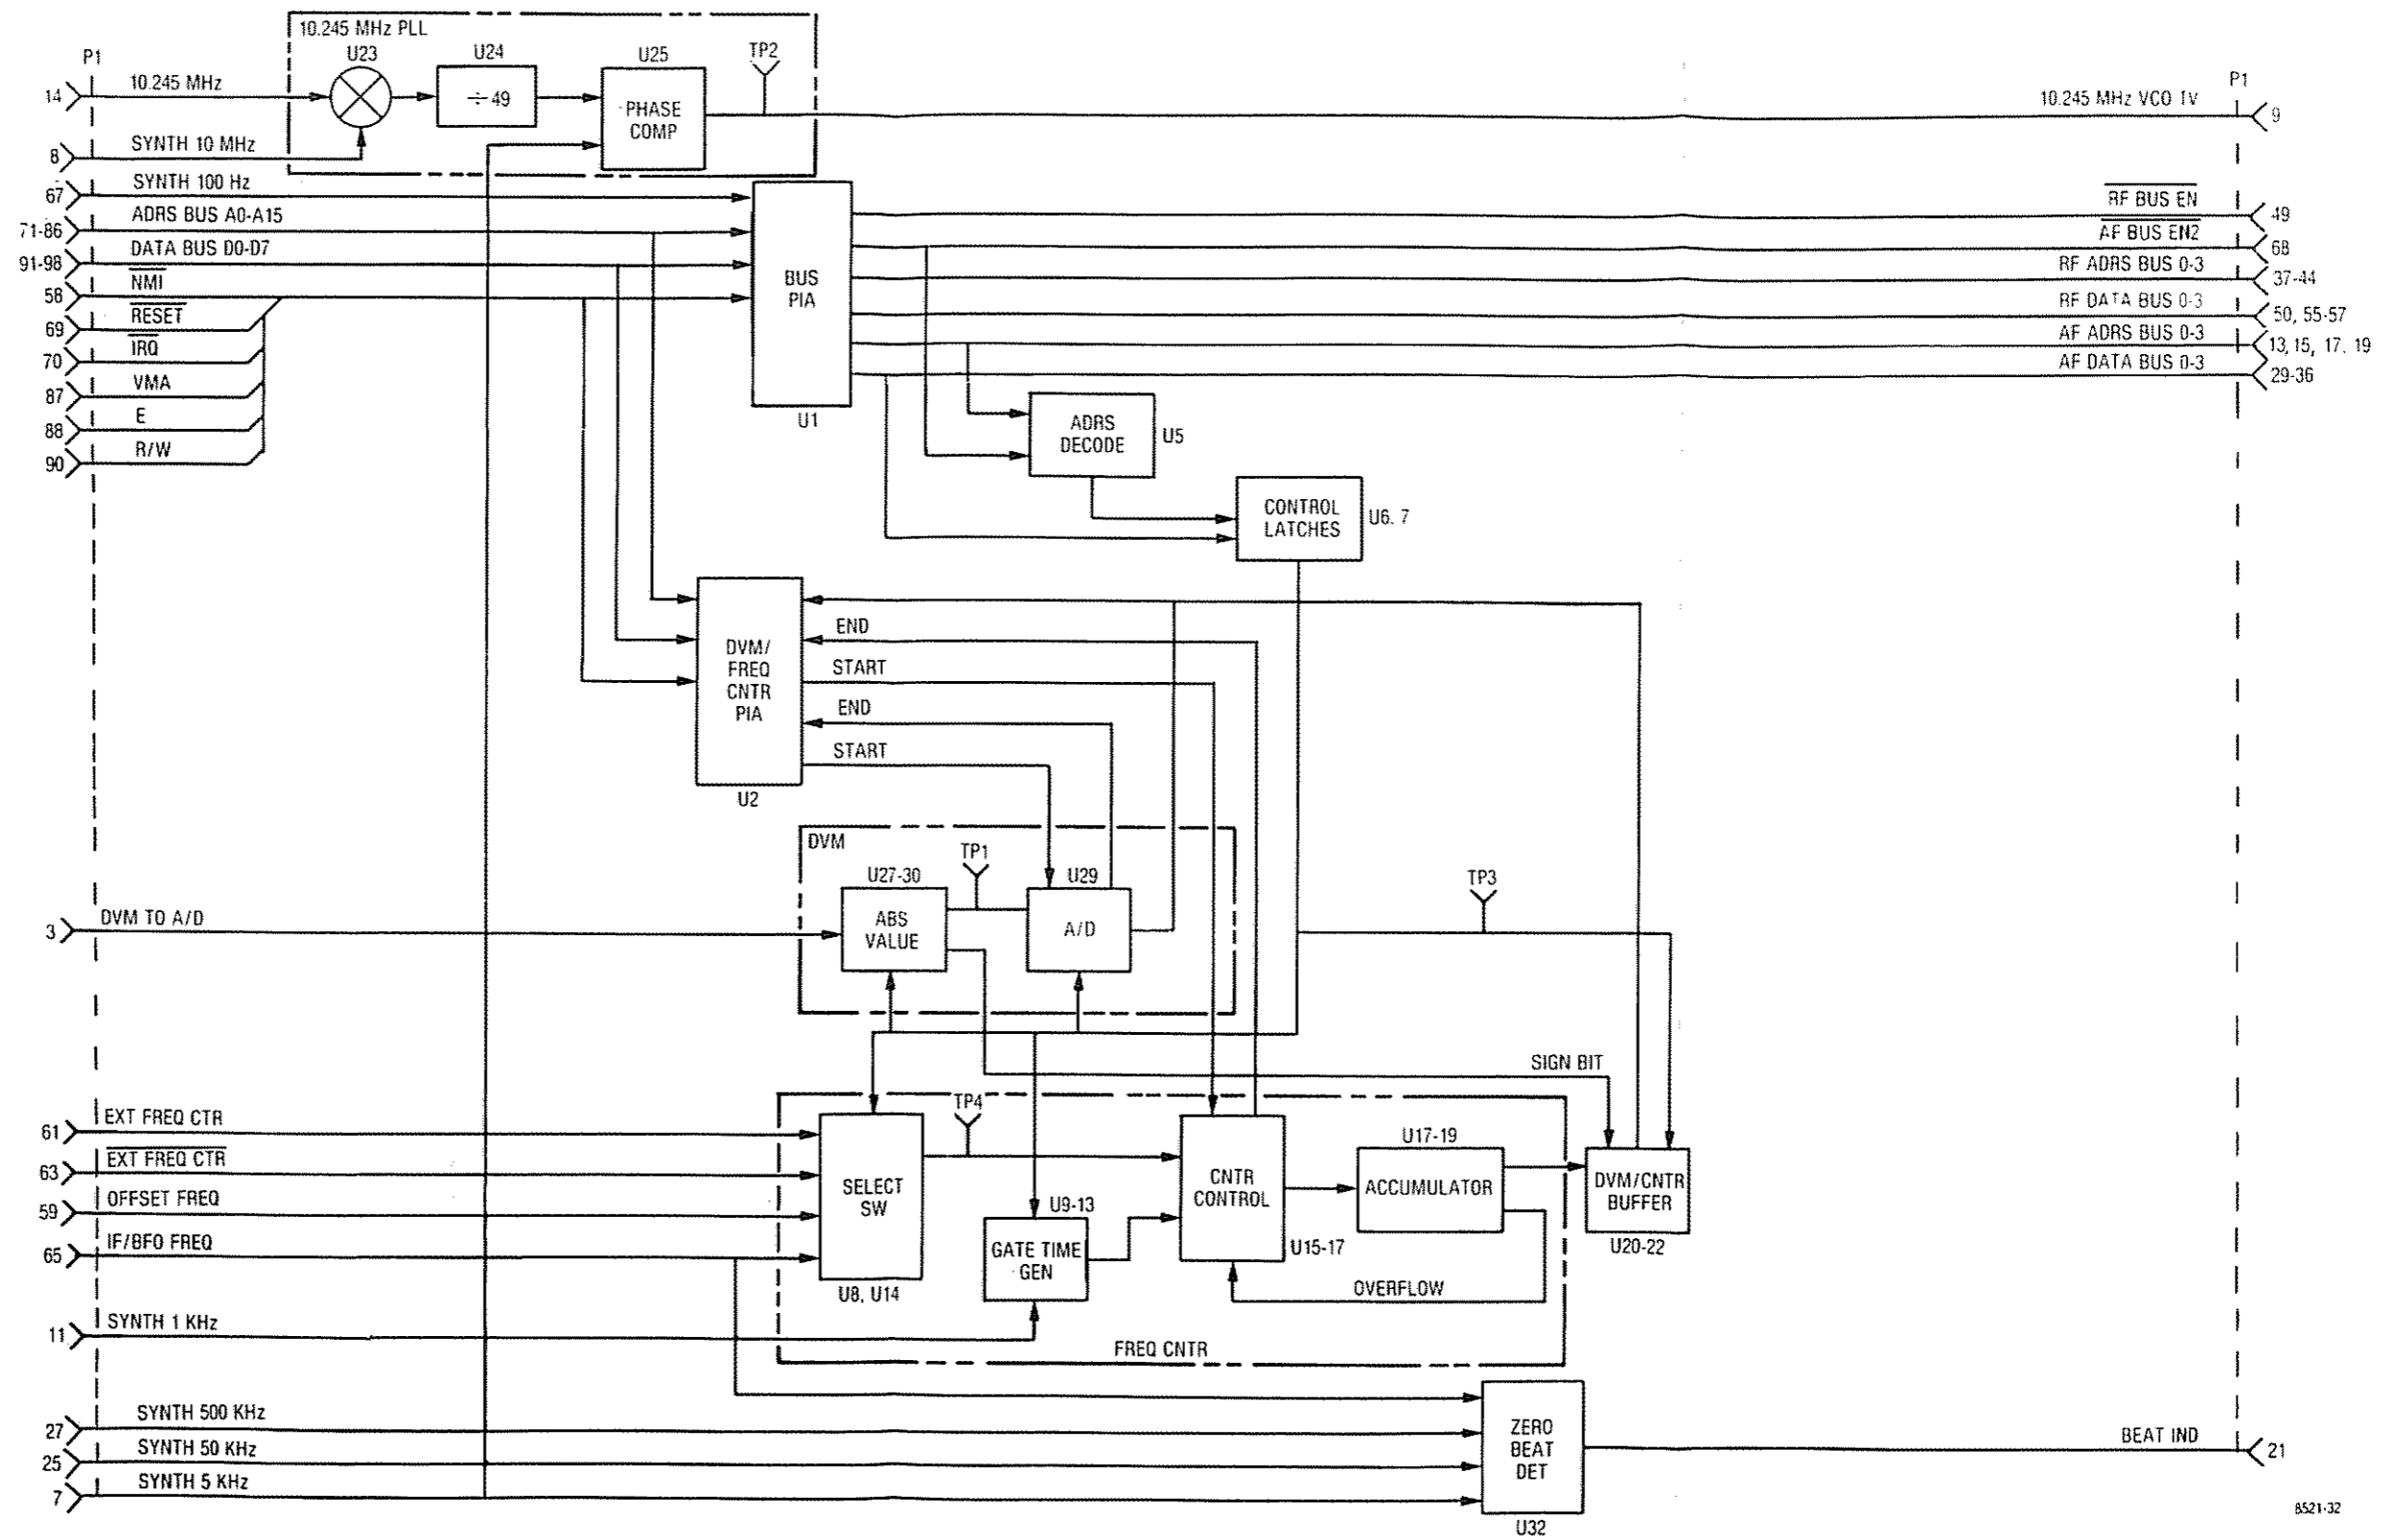 10.245 MHz PLL
P1
U23
U24
U25
TP2
14
10.245 MHz
÷ 49
PHASE
COMP
8
SYNTH 10 MHz
P1
10.245 MHz VCO TV
9
67
SYNTH 100 Hz
71-86
ADRS BUS A0-A15
91-98
DATA BUS D0-D7
58
NMI
69
RESET
70
IRQ
87
VMA
88
E
90
R/W
BUS
PIA
U1
RF BUS EN
49
AF BUS EN2
68
RF ADRS BUS 0-3
37-44
RF DATA BUS 0-3
50, 55-57
AF ADRS BUS 0-3
13, 15, 17. 19
AF DATA BUS 0-3
29-36
ADRS
DECODE
U5
CONTROL
LATCHES
U6. 7
DVM/
FREQ
CNTR
PIA
U2
END
START
END
START
DVM
U27-30
TP1
U29
ABS
VALUE
A/D
3
DVM TO A/D
TP3
SIGN BIT
61
EXT FREQ CTR
63
EXT FREQ CTR
59
OFFSET FREQ
65
IF/BFO FREQ
11
SYNTH 1 KHz
SELECT
SW
U8, U14
TP4
U9-13
GATE TIME
GEN
CNTR
CONTROL
U15-17
U17-19
ACCUMULATOR
OVERFLOW
FREQ CNTR
DVM/CNTR
BUFFER
U20-22
27
SYNTH 500 KHz
25
SYNTH 50 KHz
7
SYNTH 5 KHz
ZERO
BEAT
DET
U32
BEAT IND
21
8521-32